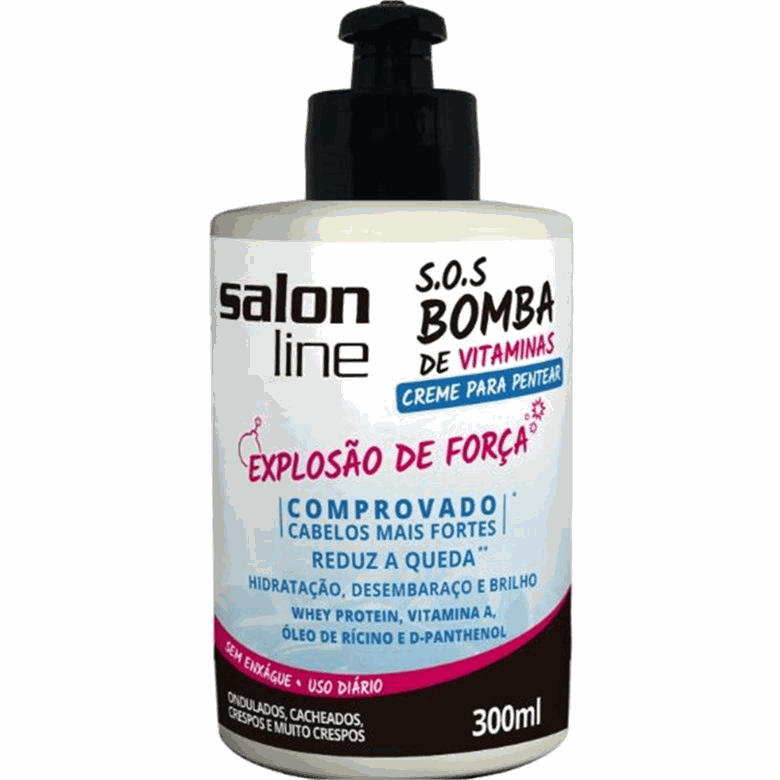 salon
line
S.O.S
BOMBA
DE VITAMINAS
CREME PARA PENTEAR
EXPLOSÃO DE FORÇA
COMPROVADO*
CABELOS MAIS FORTES
REDUZ A QUEDA**
HIDRATAÇÃO, DESEMBARAÇO E BRILHO
WHEY PROTEIN, VITAMINA A,
ÓLEO DE RÍCINO E D-PANTHENOL
SEM ENXÁGUE • USO DIÁRIO
ONDULADOS, CACHEADOS,
CRESPOS E MUITO CRESPOS
300ml